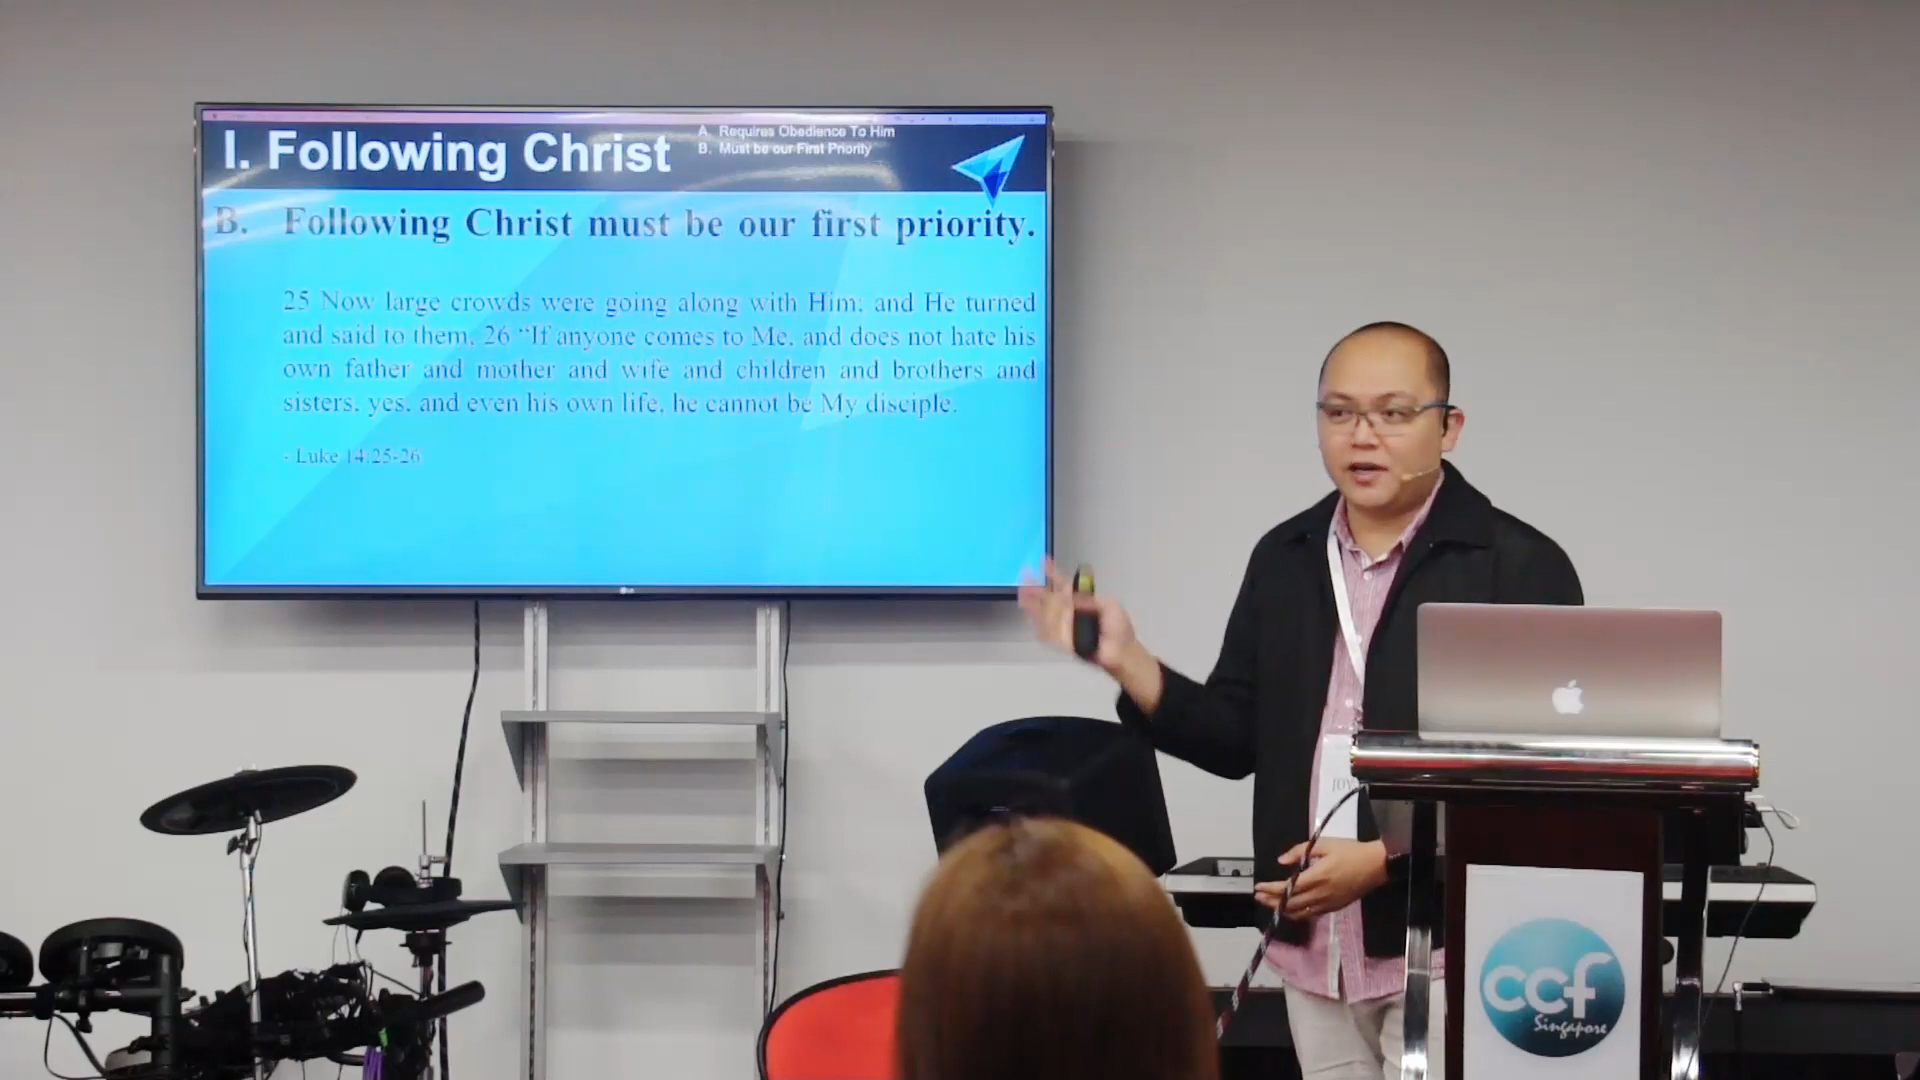 I. Following Christ
A. Requires Obedience To Him
B. Must be our First Priority
B. Following Christ must be our first priority.
25 Now large crowds were going along with Him; and He turned
and said to them, 26 “If anyone comes to Me, and does not hate his
own father and mother and wife and children and brothers and
sisters, yes, and even his own life, he cannot be My disciple.
- Luke 14:25-26
LG
JOV
ccf
Singapore